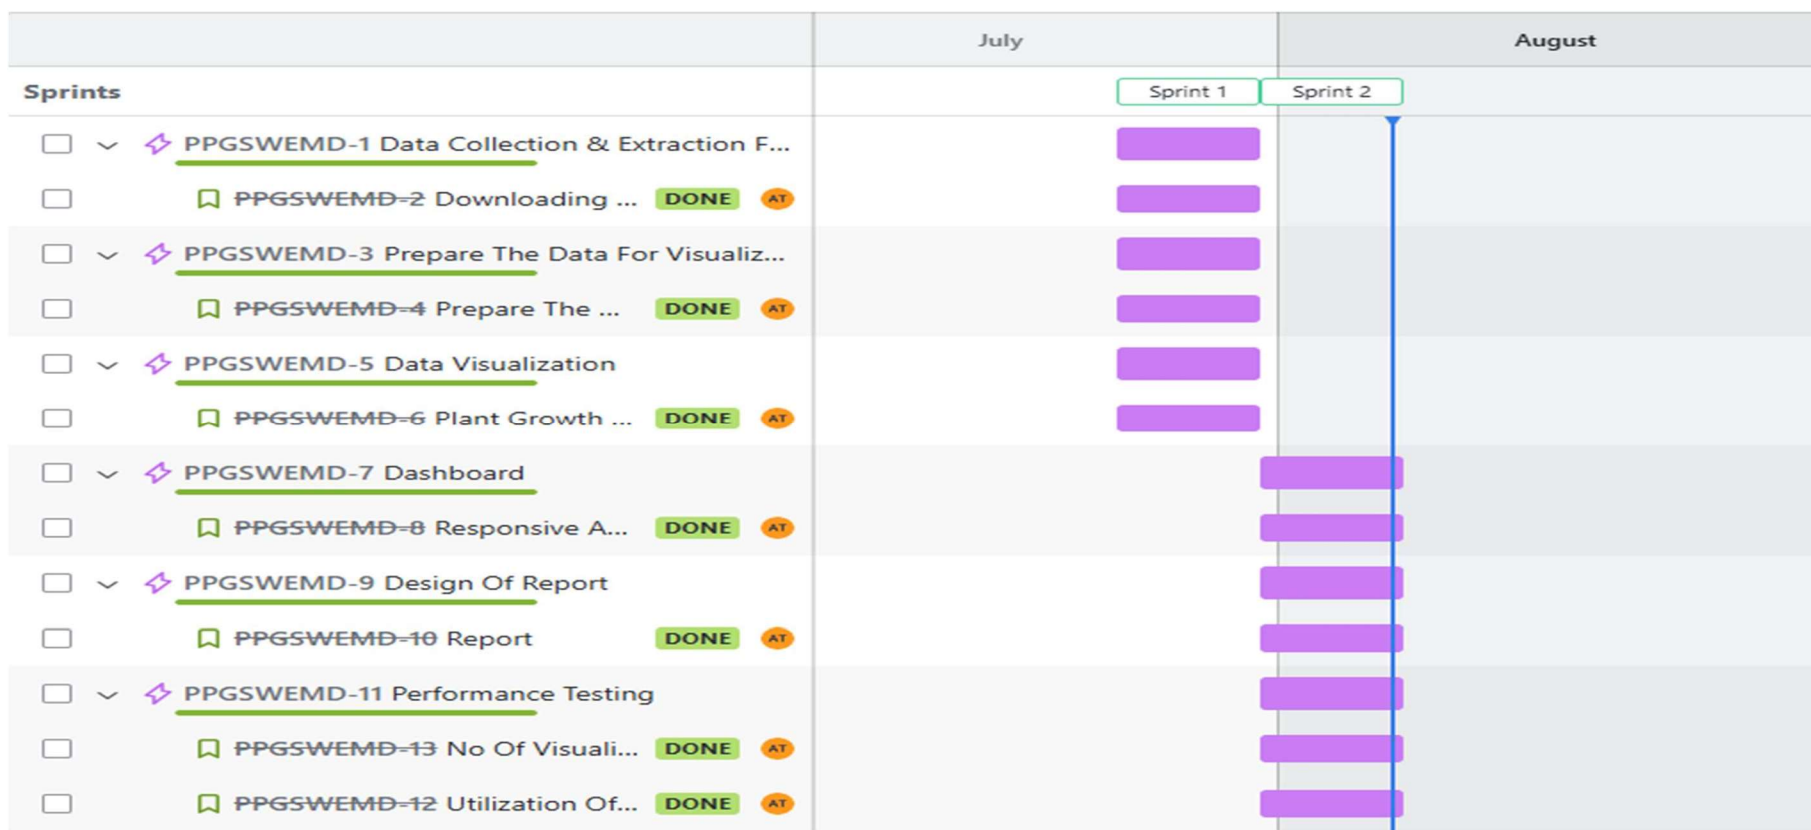 July August
Sprints Sprint 1 Sprint 2
PPGSWEMD-1 Data Collection & Extraction F...
PPGSWEMD-2 Downloading ... DONE AT
PPGSWEMD-3 Prepare The Data For Visualiz...
PPGSWEMD-4 Prepare The ... DONE AT
PPGSWEMD-5 Data Visualization
PPGSWEMD-6 Plant Growth ... DONE AT
PPGSWEMD-7 Dashboard
PPGSWEMD-8 Responsive A... DONE AT
PPGSWEMD-9 Design Of Report
PPGSWEMD-10 Report DONE AT
PPGSWEMD-11 Performance Testing
PPGSWEMD-13 No Of Visuali... DONE AT
PPGSWEMD-12 Utilization Of... DONE AT